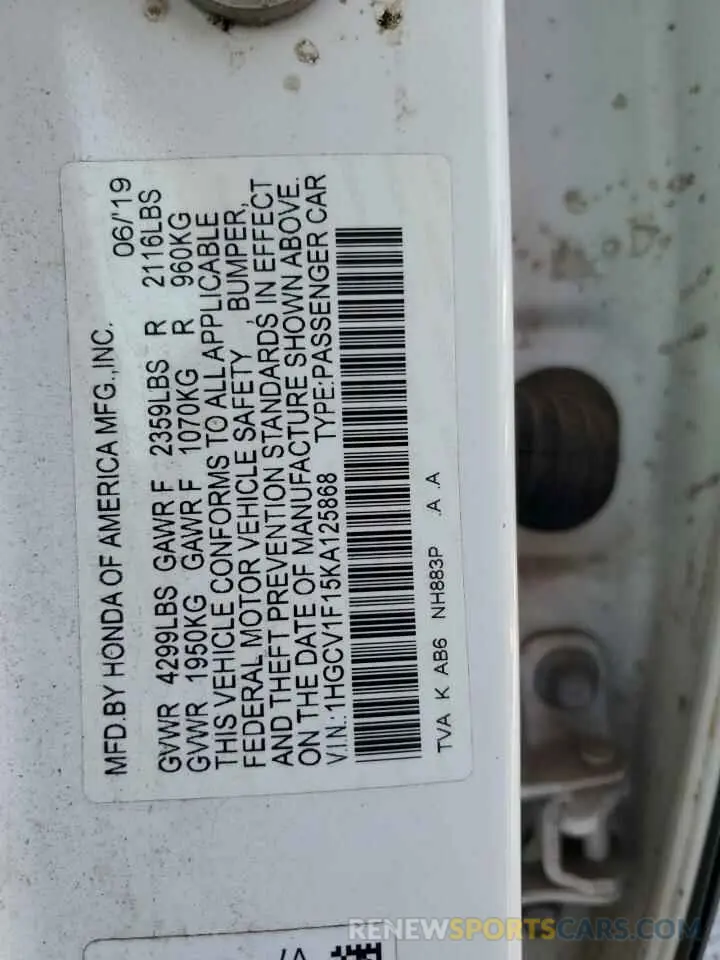 MFD.BY HONDA OF AMERICA MFG.,INC. 06/'19
GVWR 4299LBS GAWR F 2359LBS R 2116LBS
GVWR 1950KG GAWR F 1070KG R 960KG
THIS VEHICLE CONFORMS TO ALL APPLICABLE
FEDERAL MOTOR VEHICLE SAFETY , BUMPER,
AND THEFT PREVENTION STANDARDS IN EFFECT
ON THE DATE OF MANUFACTURE SHOWN ABOVE.
V.I.N.: 1HGCV1F15KA125868 TYPE:PASSENGER CAR
TVA K AB6 NH883P .A .A
RENEWSPORTSCAR.COM